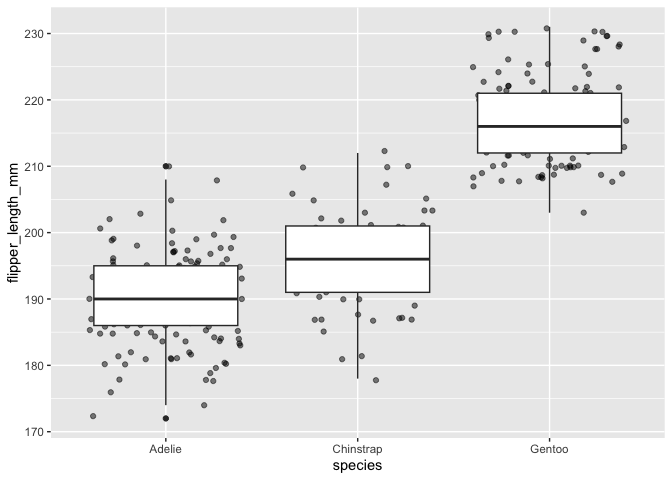 230
220
210
200
190
180
170
flipper_length_mm
Adelie
Chinstrap
Gentoo
species